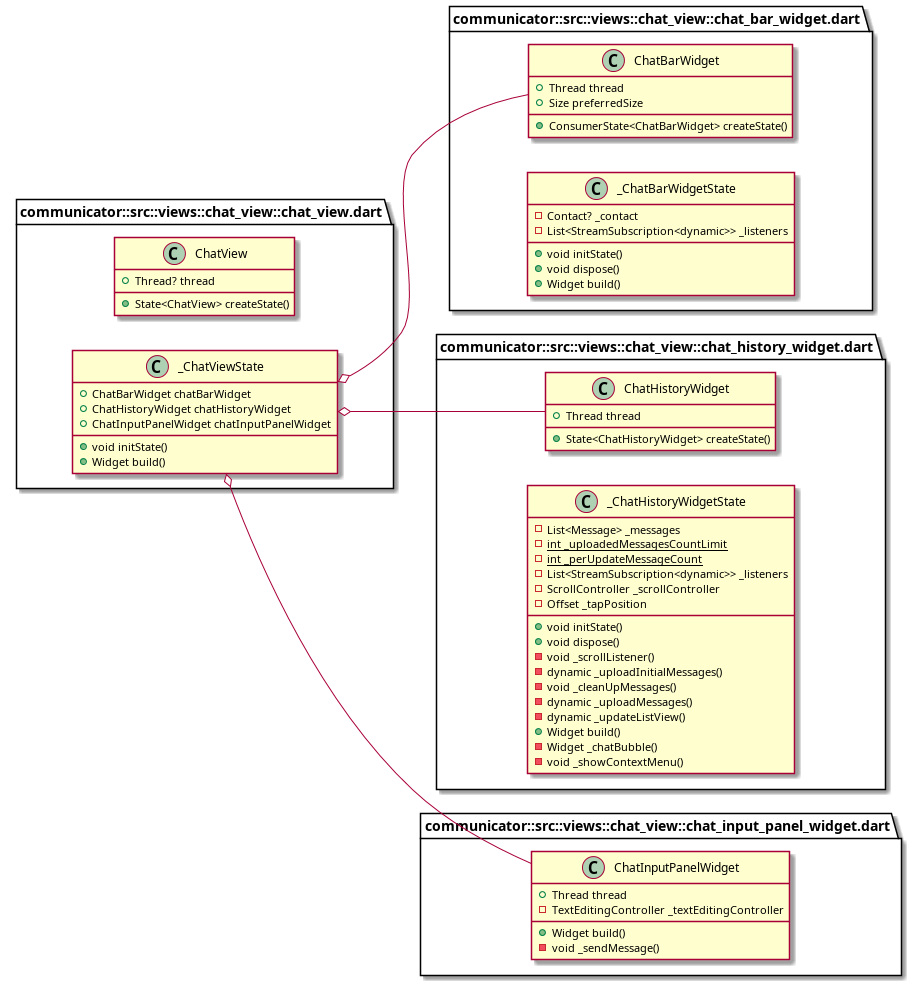 communicator::src::views::chat_view::chat_bar_widget.dart
C ChatBarWidget
Thread thread
Size preferredSize
ConsumerState<ChatBarWidget> createState()
C _ChatBarWidgetState
Contact? _contact
List<StreamSubscription<dynamic>> _listeners
void initState()
void dispose()
Widget build()
communicator::src::views::chat_view::chat_view.dart
C ChatView
Thread? thread
State<ChatView> createState()
C _ChatViewState
ChatBarWidget chatBarWidget
ChatHistoryWidget chatHistoryWidget
ChatInputPanelWidget chatInputPanelWidget
void initState()
Widget build()
communicator::src::views::chat_view::chat_history_widget.dart
C ChatHistoryWidget
Thread thread
State<ChatHistoryWidget> createState()
C _ChatHistoryWidgetState
List<Message> _messages
int _uploadedMessagesCountLimit
int _perUpdateMessageCount
List<StreamSubscription<dynamic>> _listeners
ScrollController _scrollController
Offset _tapPosition
void initState()
void dispose()
void _scrollListener()
dynamic _uploadInitialMessages()
void _cleanUpMessages()
dynamic _uploadMessages()
dynamic _updateListView()
Widget build()
Widget _chatBubble()
void _showContextMenu()
communicator::src::views::chat_view::chat_input_panel_widget.dart
C ChatInputPanelWidget
Thread thread
TextEditingController _textEditingController
Widget build()
void _sendMessage()